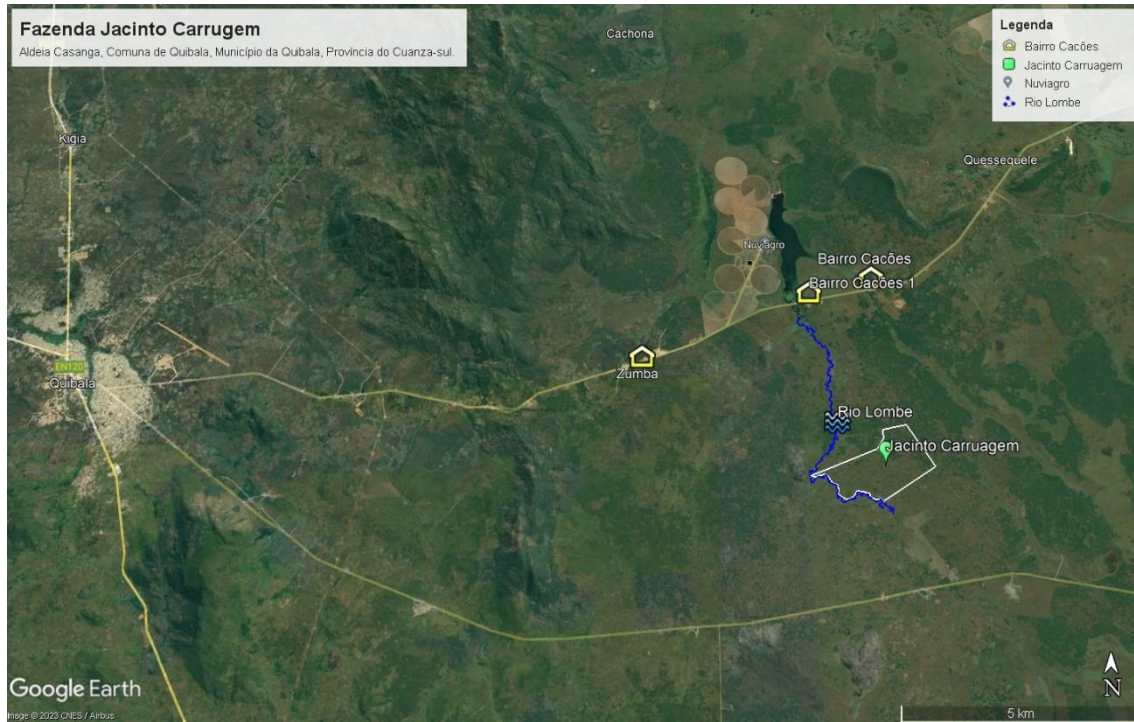 Fazenda Jacinto Carrugem
Aldeia Casanga, Comuna de Quibala, Município da Quibala, Província do Cuanza-sul.
Legenda
Bairro Cacões
Jacinto Carruagem
Nuviagro
Rio Lombe
Cachona
Kigia
Quessequele
Nuviagro
Bairro Cacões
Bairro Cacões 1
Zumba
EN120
Quibala
Rio Lombe
Jacinto Carruagem
Google Earth
Image © 2023 CNES / Airbus
N
5 km